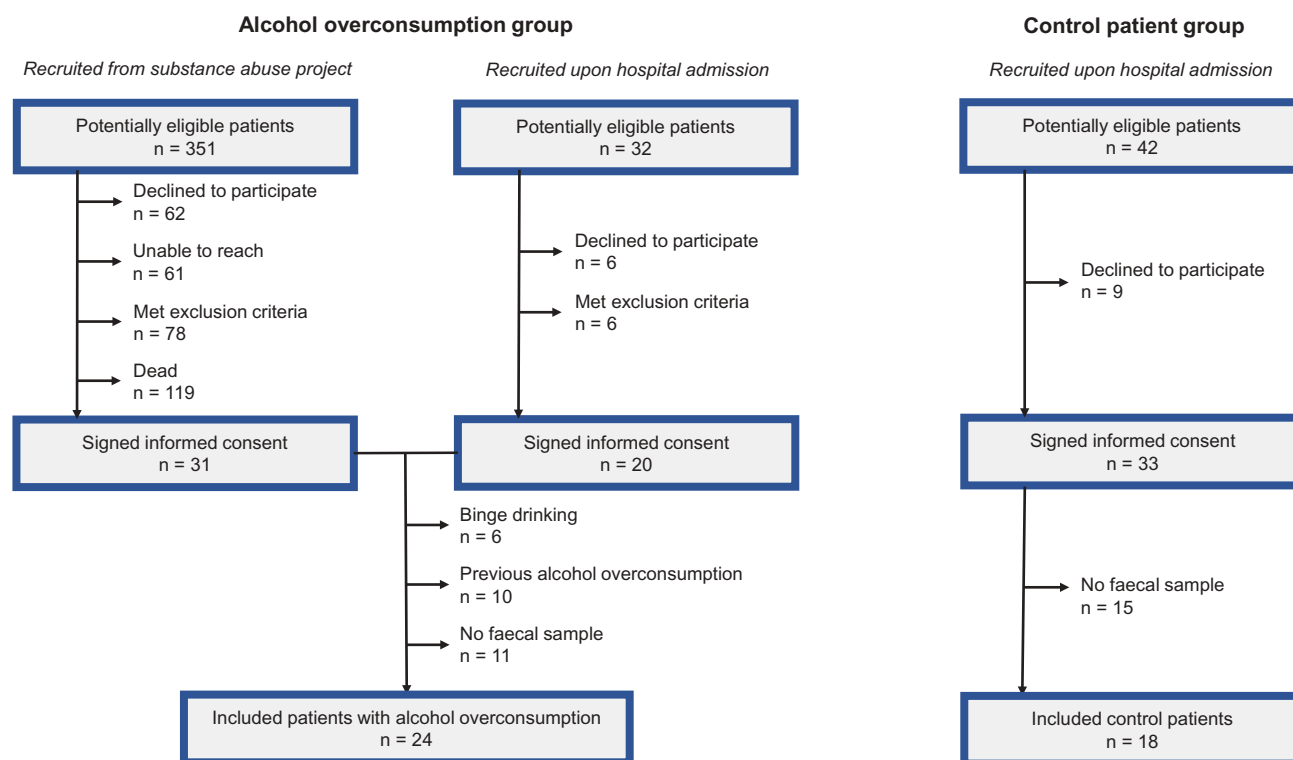 Alcohol overconsumption group
Recruited from substance abuse project
Potentially eligible patients
n = 351
Declined to participate
n = 62
Unable to reach
n = 61
Met exclusion criteria
n = 78
Dead
n = 119
Signed informed consent
n = 31
Recruited upon hospital admission
Potentially eligible patients
n = 32
Declined to participate
n = 6
Met exclusion criteria
n = 6
Signed informed consent
n = 20
Binge drinking
n = 6
Previous alcohol overconsumption
n = 10
No faecal sample
n = 11
Included patients with alcohol overconsumption
n = 24
Control patient group
Recruited upon hospital admission
Potentially eligible patients
n = 42
Declined to participate
n = 9
Signed informed consent
n = 33
No faecal sample
n = 15
Included control patients
n = 18